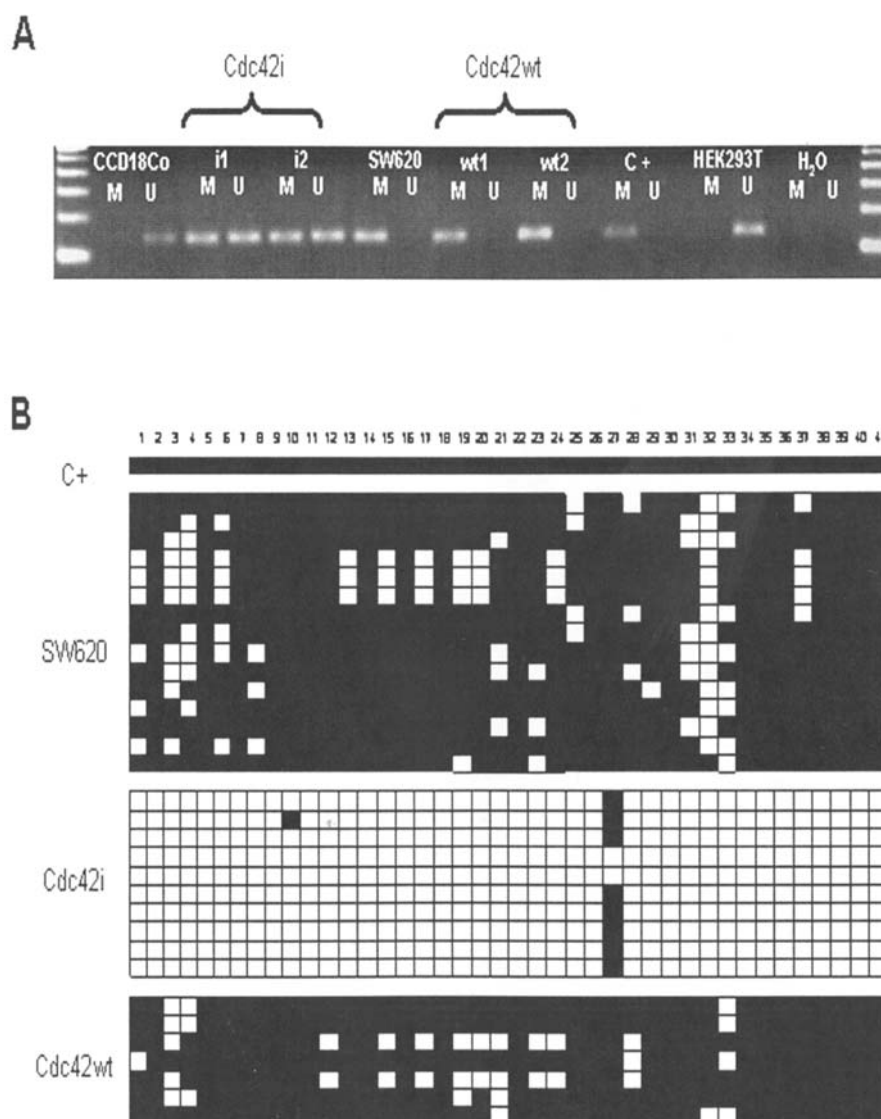 A
Cdc42i Cdc42wt
CCD18Co i1 i2 SW620 wt1 wt2 C + HEK293T H₂O
M U M U M U M U M U M U M U M U M U
B
1 2 3 4 5 6 7 8 9 10 11 12 13 14 15 16 17 18 19 20 21 22 23 24 25 26 27 28 29 30 31 32 33 34 35 36 37 38 39 40 4
C+
SW620
Cdc42i
Cdc42wt